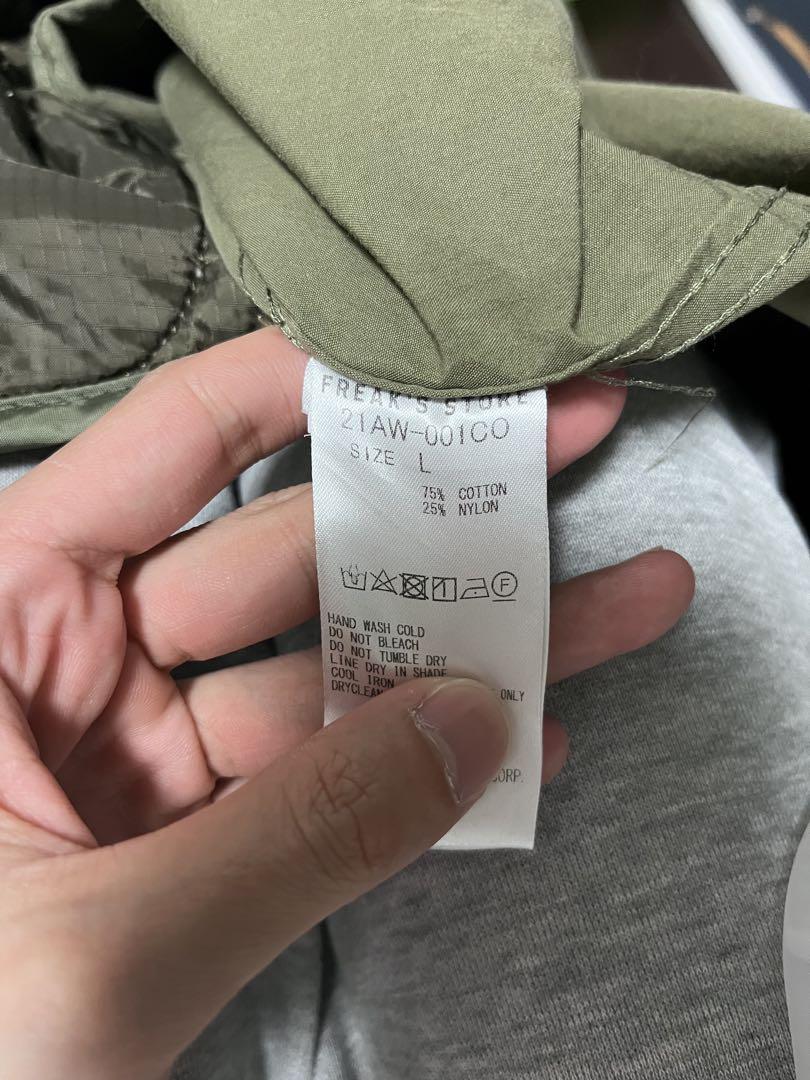 FREAK'S STORE
21AW-001CO
SIZE L
75% COTTON
25% NYLON
F
HAND WASH COLD
DO NOT BLEACH
DO NOT TUMBLE DRY
LINE DRY IN SHADE
COOL IRON
ONLY
CORP.